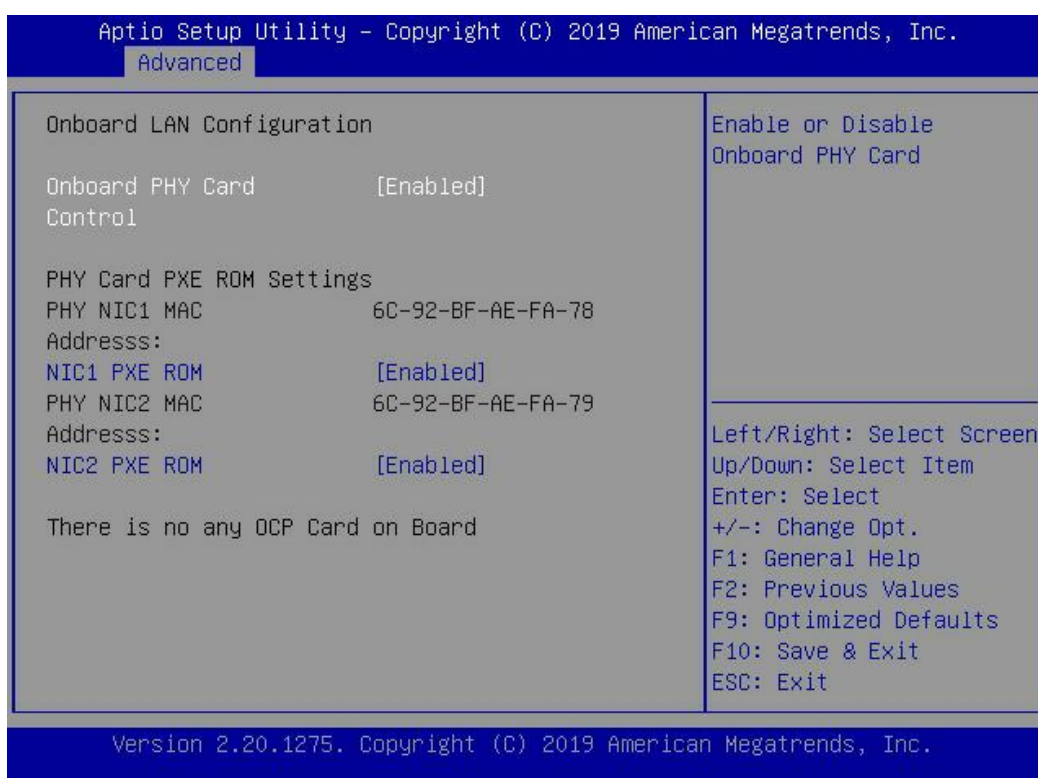 Aptio Setup Utility – Copyright (C) 2019 American Megatrends, Inc.
Advanced
Onboard LAN Configuration
Onboard PHY Card [Enabled]
Control
PHY Card PXE ROM Settings
PHY NIC1 MAC 6C-92-BF-AE-FA-78
Addresss:
NIC1 PXE ROM [Enabled]
PHY NIC2 MAC 6C-92-BF-AE-FA-79
Addresss:
NIC2 PXE ROM [Enabled]
There is no any OCP Card on Board
Enable or Disable
Onboard PHY Card
Left/Right: Select Screen
Up/Down: Select Item
Enter: Select
+/-: Change Opt.
F1: General Help
F2: Previous Values
F9: Optimized Defaults
F10: Save & Exit
ESC: Exit
Version 2.20.1275. Copyright (C) 2019 American Megatrends, Inc.